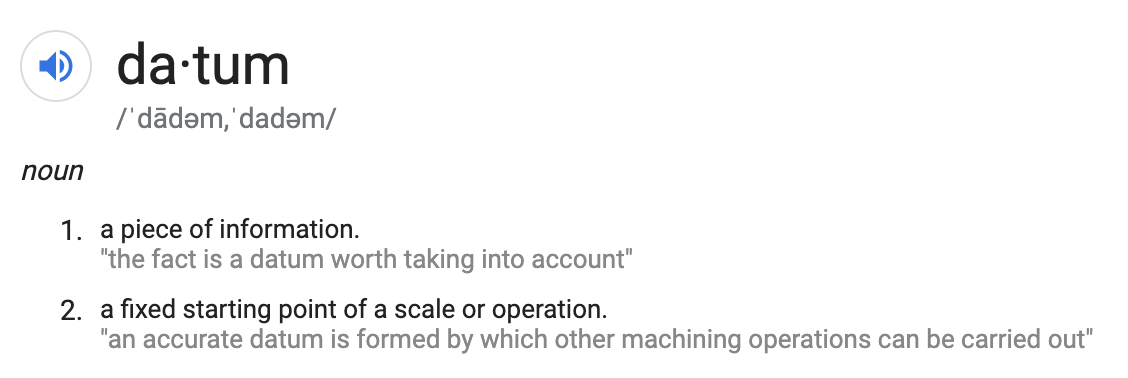 da·tum
/ˈdādəm,ˈdadəm/
noun
1. a piece of information.
"the fact is a datum worth taking into account"
2. a fixed starting point of a scale or operation.
"an accurate datum is formed by which other machining operations can be carried out"